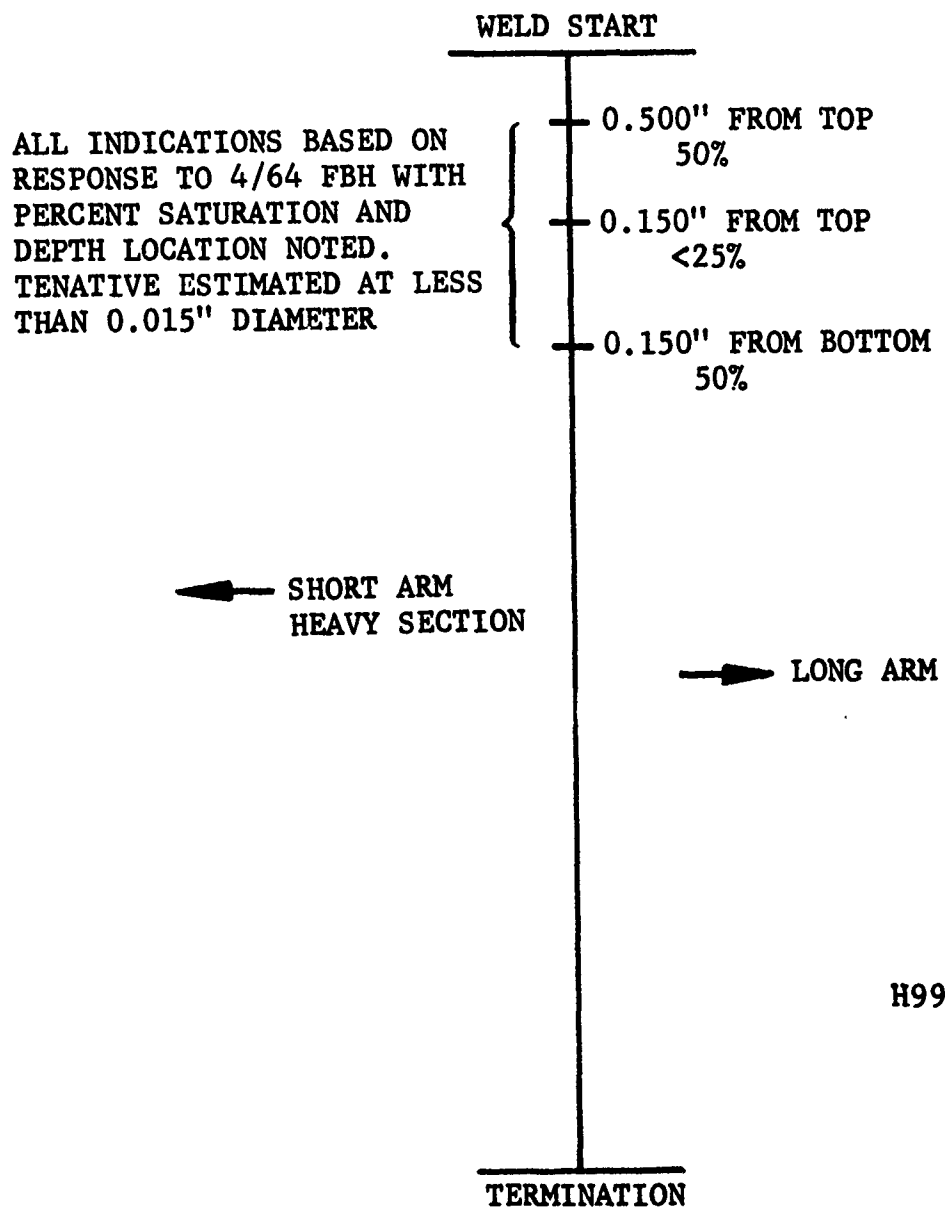 WELD START
ALL INDICATIONS BASED ON
RESPONSE TO 4/64 FBH WITH
PERCENT SATURATION AND
DEPTH LOCATION NOTED.
TENATIVE ESTIMATED AT LESS
THAN 0.015" DIAMETER
0.500" FROM TOP
50%
0.150" FROM TOP
<25%
0.150" FROM BOTTOM
50%
SHORT ARM
HEAVY SECTION
LONG ARM
H99
TERMINATION